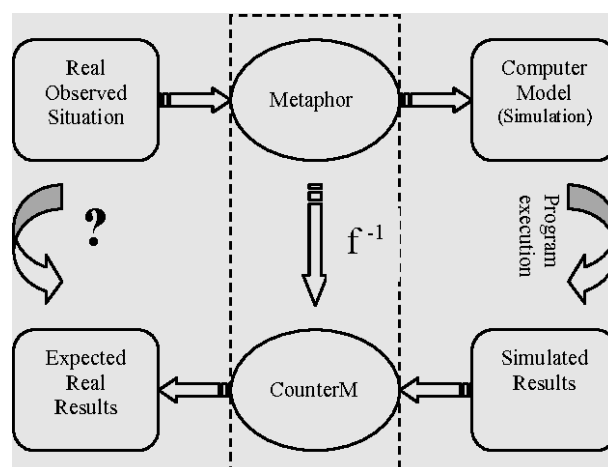 Real
Observed
Situation
Metaphor
Computer
Model
(Simulation)
?
f -1
Program
execution
Expected
Real
Results
CounterM
Simulated
Results